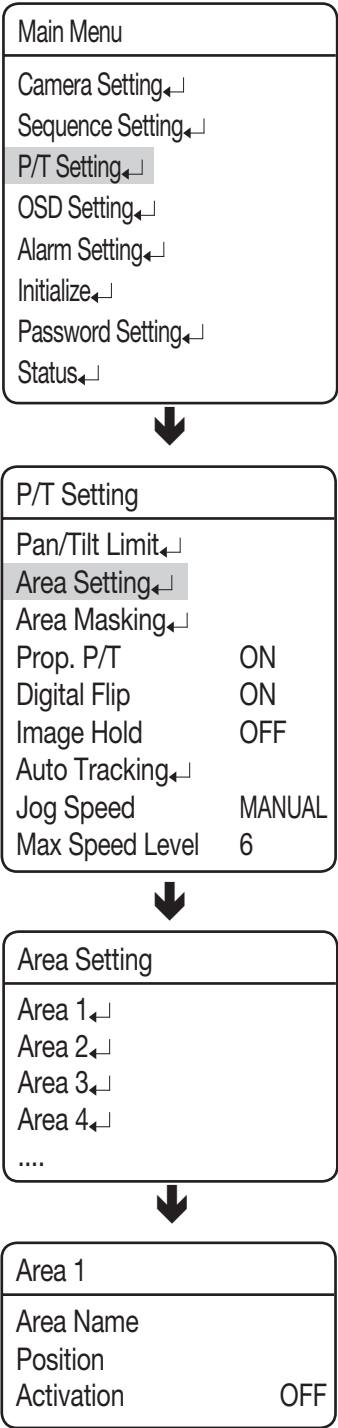 Main Menu
Camera Setting↵
Sequence Setting↵
P/T Setting↵
OSD Setting↵
Alarm Setting↵
Initialize↵
Password Setting↵
Status↵
P/T Setting
Pan/Tilt Limit↵
Area Setting↵
Area Masking↵
Prop. P/T ON
Digital Flip ON
Image Hold OFF
Auto Tracking↵
Jog Speed MANUAL
Max Speed Level 6
Area Setting
Area 1↵
Area 2↵
Area 3↵
Area 4↵
....
Area 1
Area Name
Position
Activation OFF